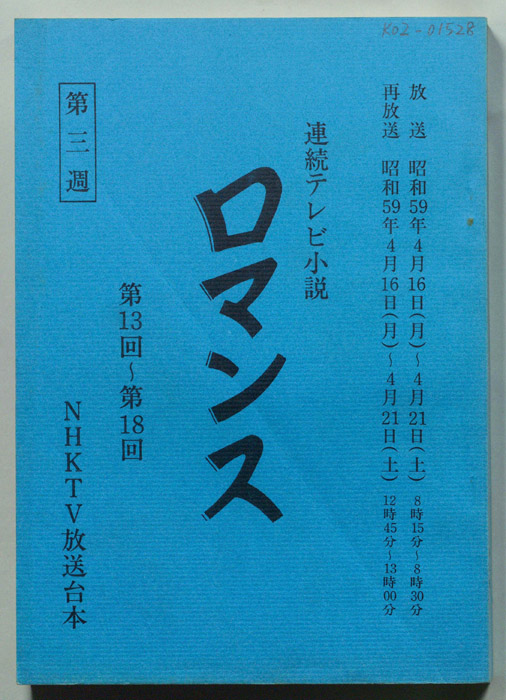 KOZ-01528
放送 昭和59年4月16日(月)~4月21日(土) 8時15分~8時30分
再放送 昭和59年4月16日(月)~4月21日(土) 12時45分~13時00分
連続テレビ小説
ロマンス
第13回~第18回
第三週
NHKTV放送台本